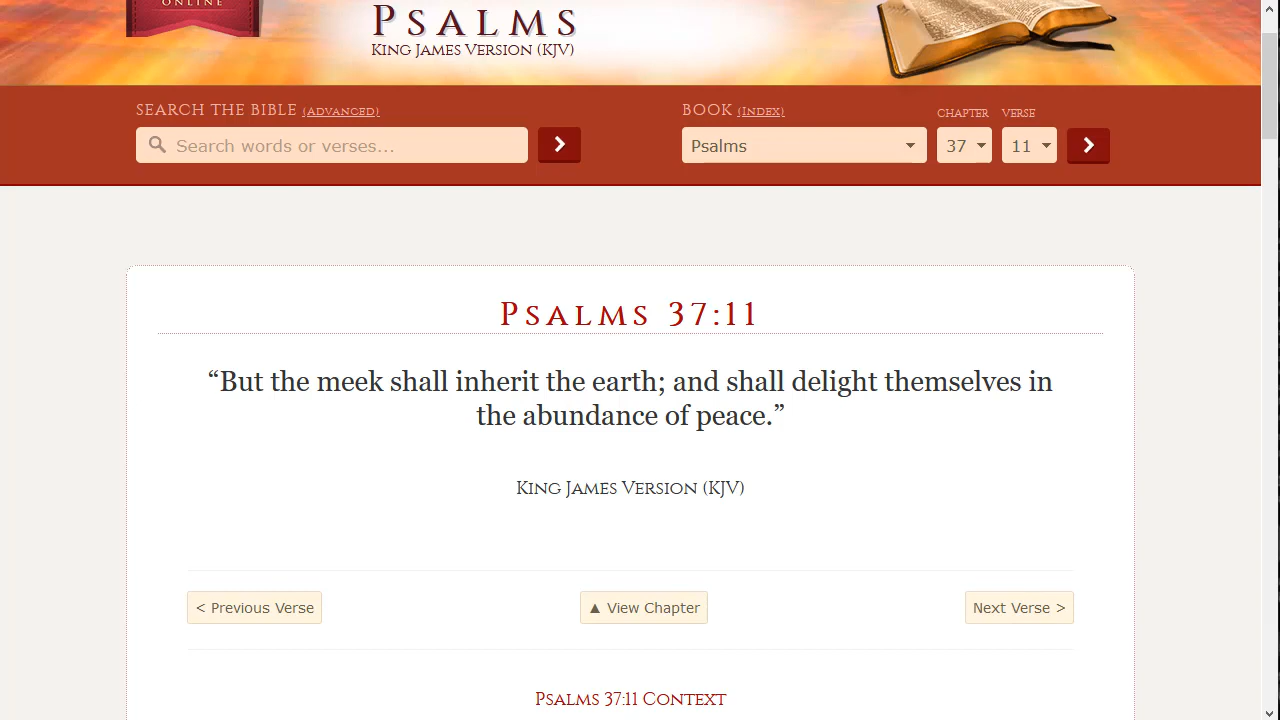 ONLINE
PSALMS
KING JAMES VERSION (KJV)
SEARCH THE BIBLE (ADVANCED)
Search words or verses...
BOOK (INDEX)
CHAPTER VERSE
Psalms 37 11
PSALMS 37:11
“But the meek shall inherit the earth; and shall delight themselves in
the abundance of peace.”
KING JAMES VERSION (KJV)
< Previous Verse
▲ View Chapter
Next Verse >
PSALMS 37:11 CONTEXT